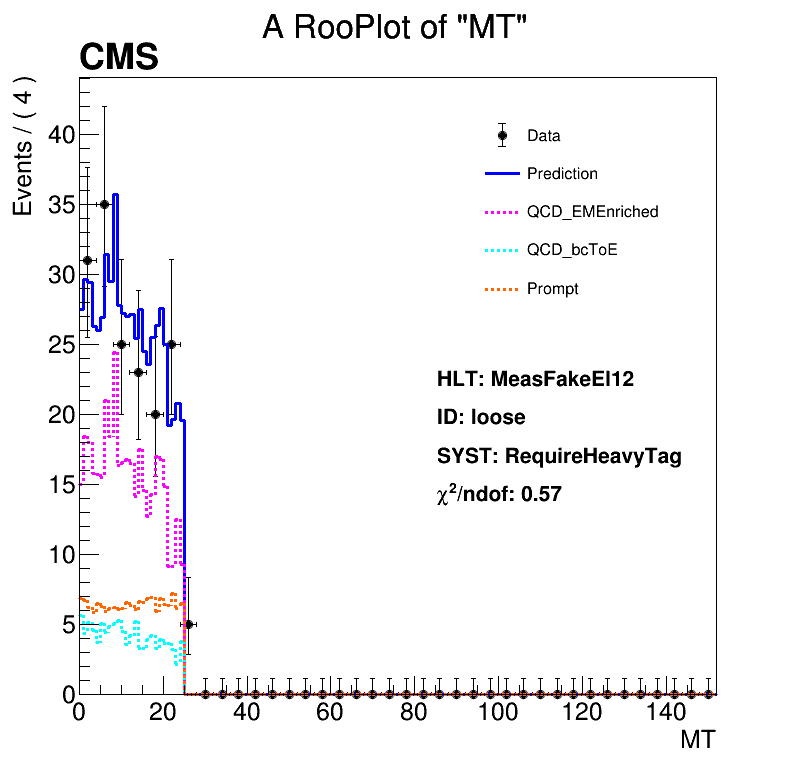 A RooPlot of "MT"
CMS
Events / ( 4 )
40
35
30
25
20
15
10
5
0
Data
Prediction
QCD_EMEnriched
QCD_bcToE
Prompt
HLT: MeasFakeEl12
ID: loose
SYST: RequireHeavyTag
χ²/ndof: 0.57
0 20 40 60 80 100 120 140
MT